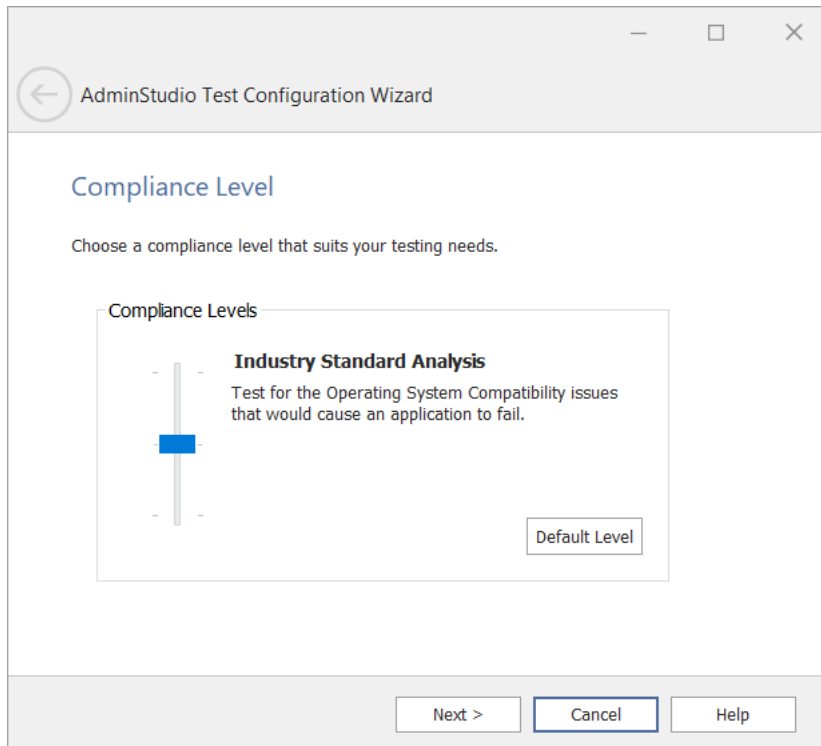 AdminStudio Test Configuration Wizard
Compliance Level
Choose a compliance level that suits your testing needs.
Compliance Levels
Industry Standard Analysis
Test for the Operating System Compatibility issues
that would cause an application to fail.
Default Level
Next >
Cancel
Help